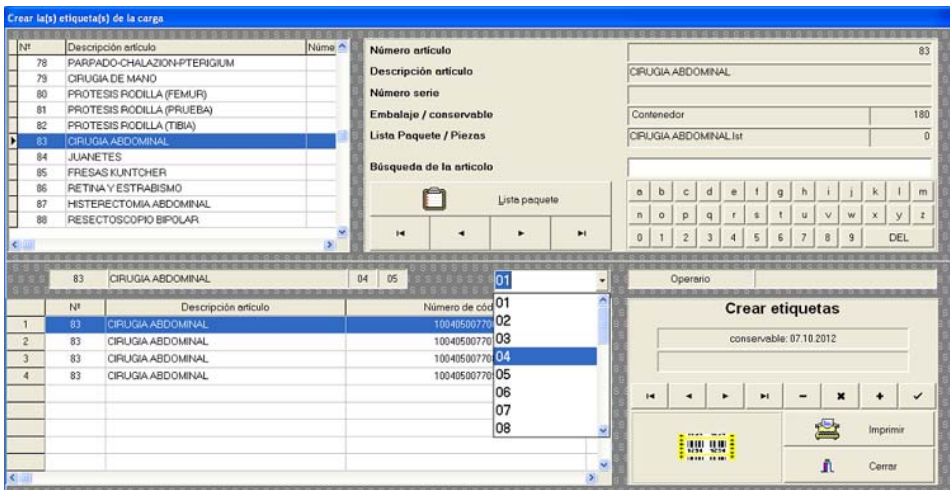 Crear la(s) etiqueta(s) de la carga
Nº Descripción artículo Núme
78 PARPADO-CHALAZION-PTERIGIUM
79 CIRUGIA DE MANO
80 PROTESIS RODILLA (FEMUR)
81 PROTESIS RODILLA (PRUEBA)
82 PROTESIS RODILLA (TIBIA)
83 CIRUGIA ABDOMINAL
84 JUANETES
85 FRESAS KUNTCHER
86 RETINA Y ESTRABISMO
87 HISTERECTOMIA ABDOMINAL
88 RESECTOSCOPIO BIPOLAR
Número artículo 83
Descripción artículo CIRUGIA ABDOMINAL
Número serie
Embalaje / conservable Contenedor 180
Lista Paquete / Piezas CIRUGIA ABDOMINAL.lst 0
Búsqueda de la articolo
Lista paquete
a b c d e f g h i j k l m
n o p q r s t u v w x y z
0 1 2 3 4 5 6 7 8 9 DEL
83 CIRUGIA ABDOMINAL 04 05 01
Nº Descripción artículo Número de cód
1 83 CIRUGIA ABDOMINAL
2 83 CIRUGIA ABDOMINAL
3 83 CIRUGIA ABDOMINAL
4 83 CIRUGIA ABDOMINAL
01
02
03
04
05
06
07
08
Operario
Crear etiquetas
conservable: 07.10.2012
Imprimir
Cerrar